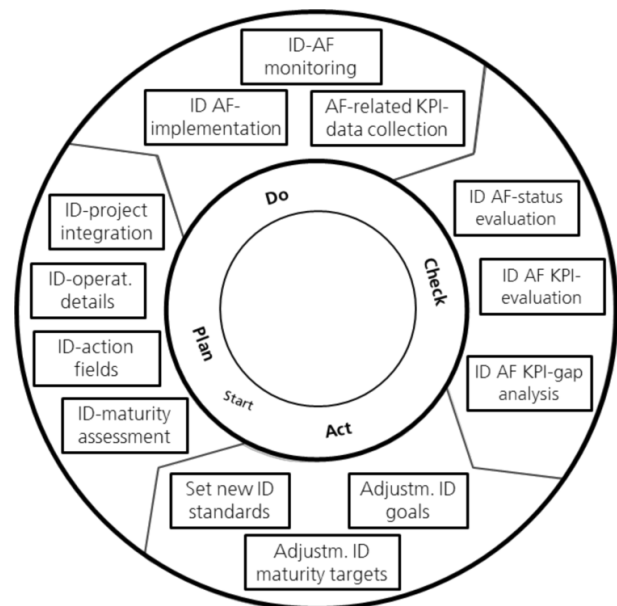 ID-AF
monitoring
ID AF-
implementation
AF-related KPI-
data collection
Do
ID AF-status
evaluation
ID AF KPI-
evaluation
ID AF KPI-gap
analysis
Check
ID-project
integration
ID-operat.
details
ID-action
fields
ID-maturity
assessment
Plan
Start
Act
Set new ID
standards
Adjustm. ID
goals
Adjustm. ID
maturity targets